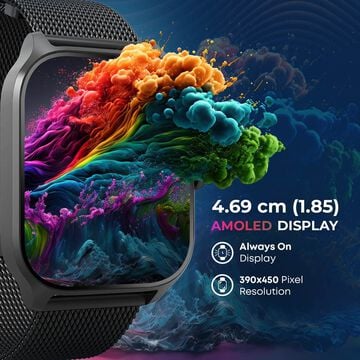 4.69 cm (1.85)
AMOLED DISPLAY
Always On
Display
390x450 Pixel
Resolution